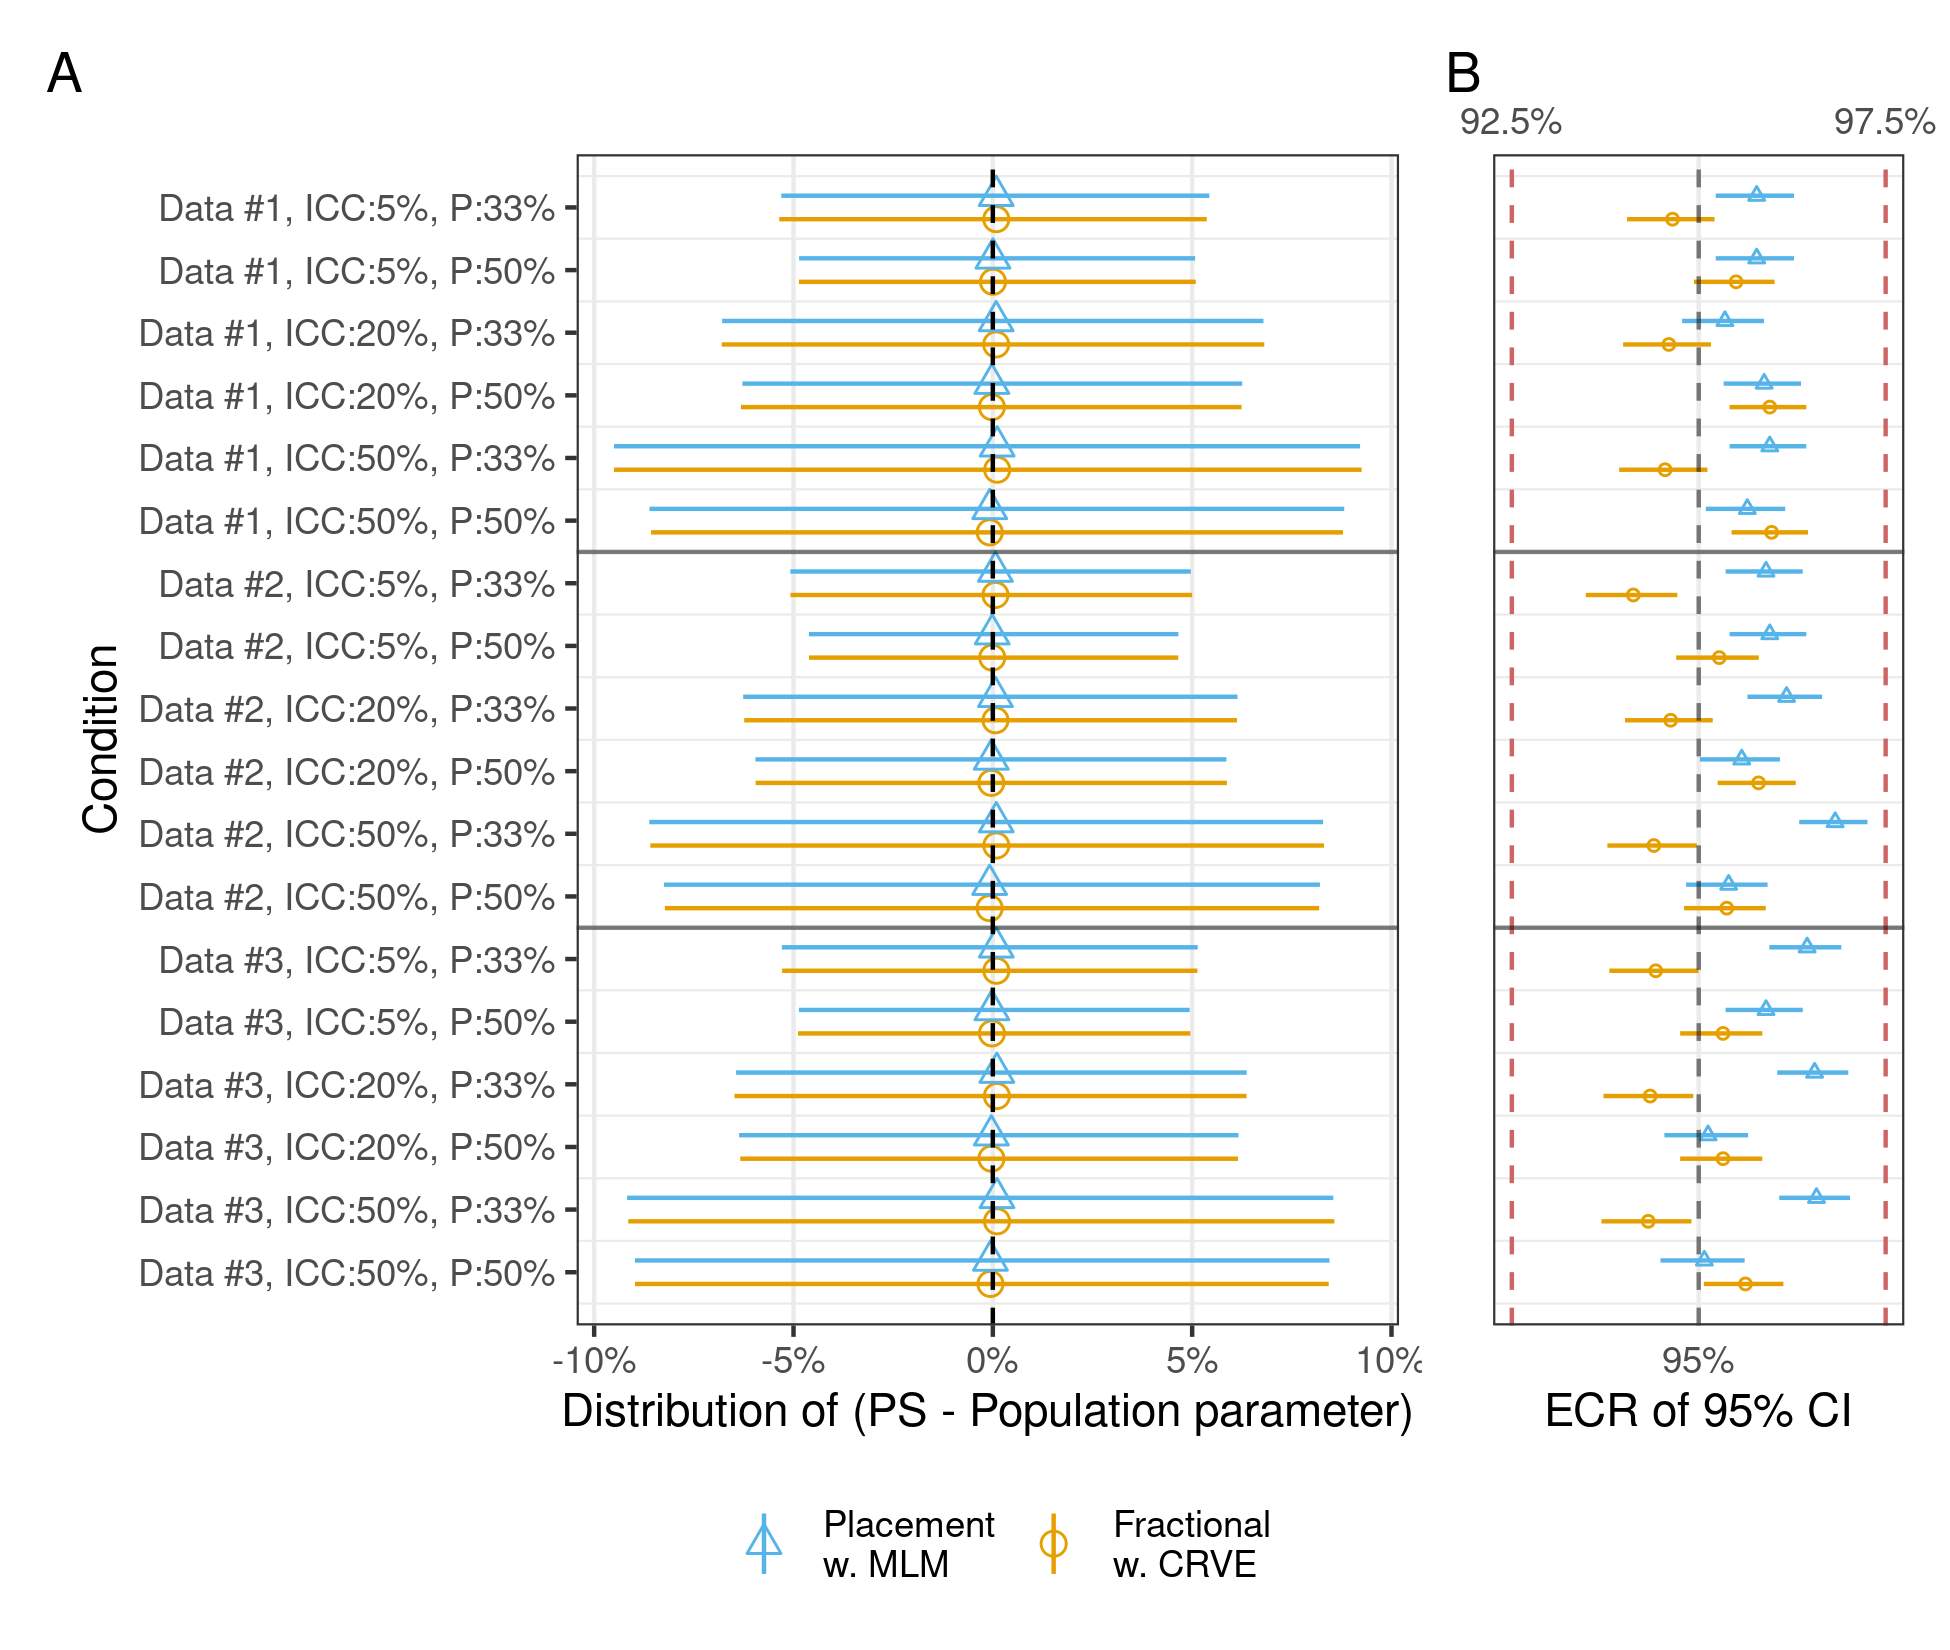 A
B
92.5%
97.5%
Data #1, ICC:5%, P:33%
Data #1, ICC:5%, P:50%
Data #1, ICC:20%, P:33%
Data #1, ICC:20%, P:50%
Data #1, ICC:50%, P:33%
Data #1, ICC:50%, P:50%
Data #2, ICC:5%, P:33%
Data #2, ICC:5%, P:50%
Data #2, ICC:20%, P:33%
Data #2, ICC:20%, P:50%
Data #2, ICC:50%, P:33%
Data #2, ICC:50%, P:50%
Data #3, ICC:5%, P:33%
Data #3, ICC:5%, P:50%
Data #3, ICC:20%, P:33%
Data #3, ICC:20%, P:50%
Data #3, ICC:50%, P:33%
Data #3, ICC:50%, P:50%
Condition
-10%
-5%
0%
5%
10%
95%
Distribution of (PS - Population parameter)
ECR of 95% CI
Placement
w. MLM
Fractional
w. CRVE